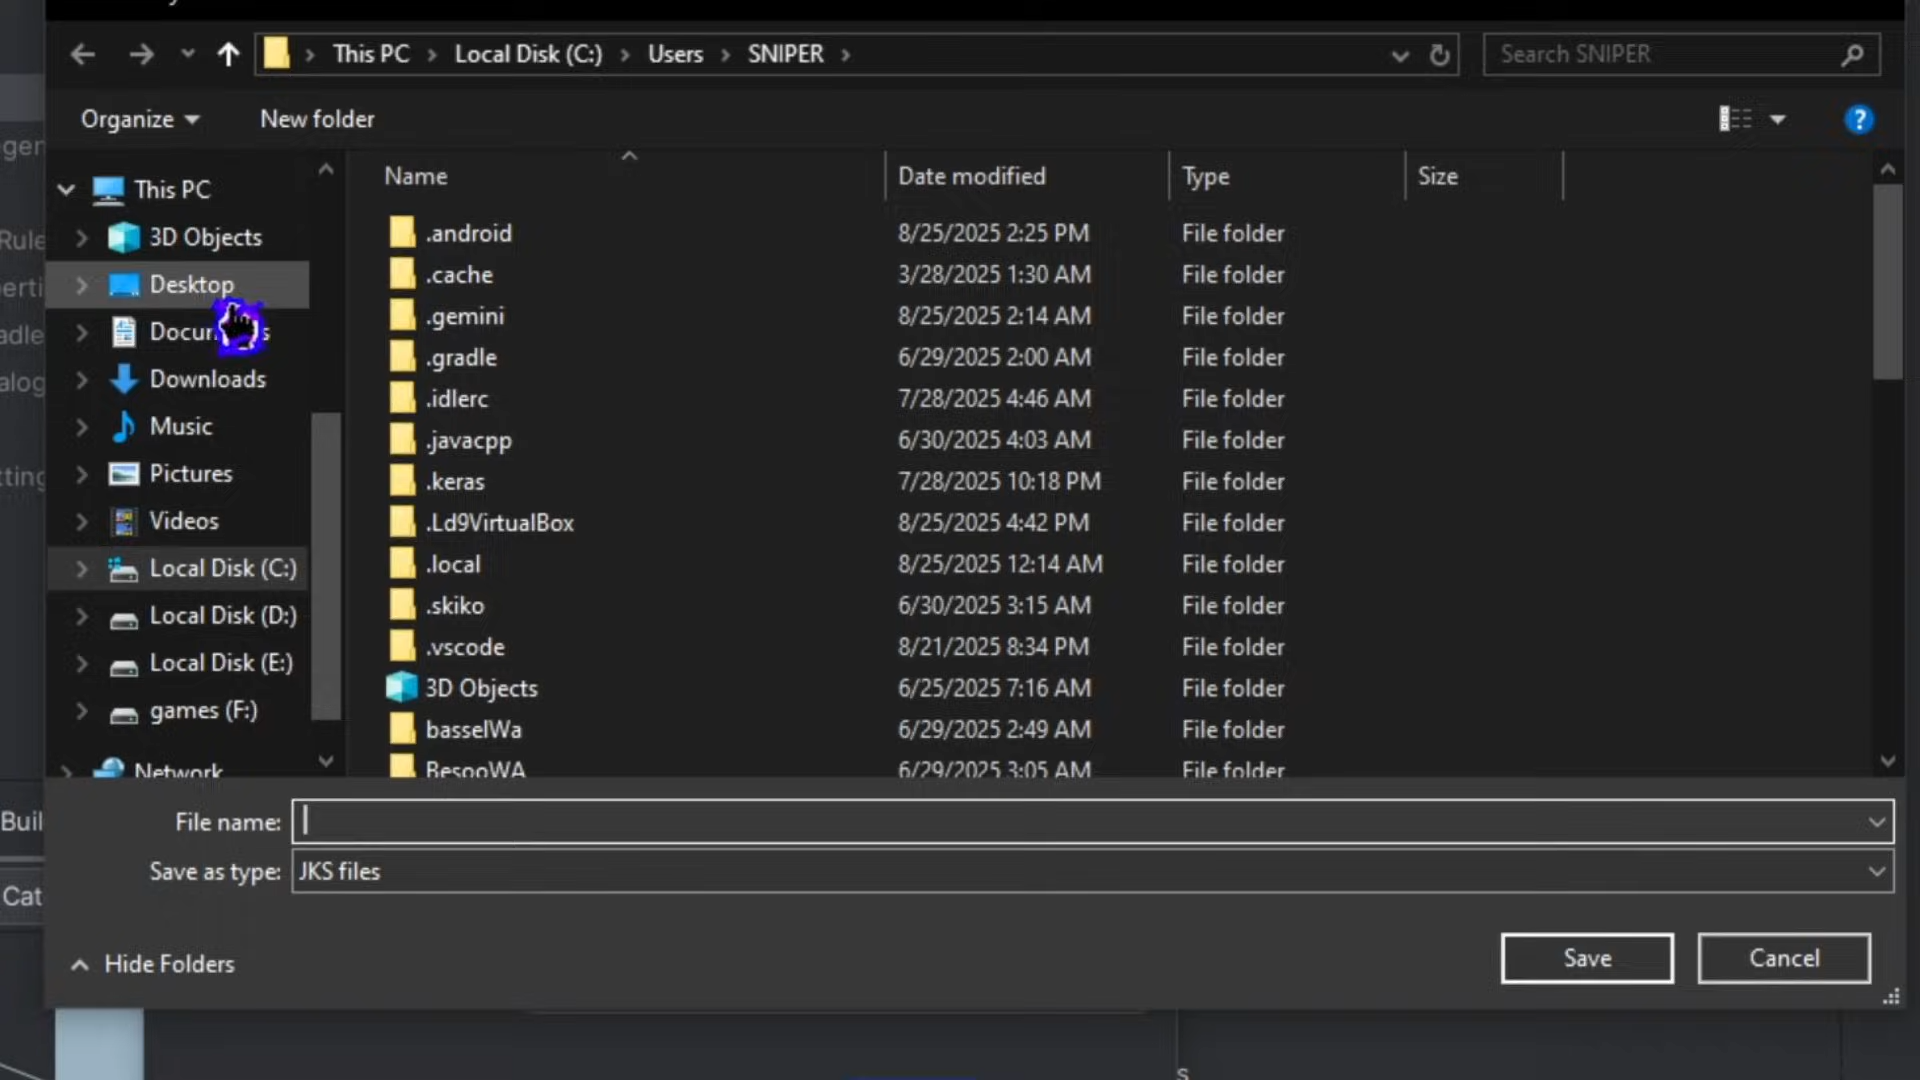 This PC > Local Disk (C:) > Users > SNIPER >
Search SNIPER
Organize
New folder
?
Name
Date modified
Type
Size
This PC
3D Objects
Desktop
Downloads
Music
Pictures
Videos
Local Disk (C:)
Local Disk (D:)
Local Disk (E:)
games (F:)
Network
.android 8/25/2025 2:25 PM File folder
.cache 3/28/2025 1:30 AM File folder
.gemini 8/25/2025 2:14 AM File folder
.gradle 6/29/2025 2:00 AM File folder
.idlerc 7/28/2025 4:46 AM File folder
.javacpp 6/30/2025 4:03 AM File folder
.keras 7/28/2025 10:18 PM File folder
.Ld9VirtualBox 8/25/2025 4:42 PM File folder
.local 8/25/2025 12:14 AM File folder
.skiko 6/30/2025 3:15 AM File folder
.vscode 8/21/2025 8:34 PM File folder
3D Objects 6/25/2025 7:16 AM File folder
basselWa 6/29/2025 2:49 AM File folder
BesooWA 6/29/2025 3:05 AM File folder
File name:
Save as type: JKS files
Hide Folders
Save
Cancel